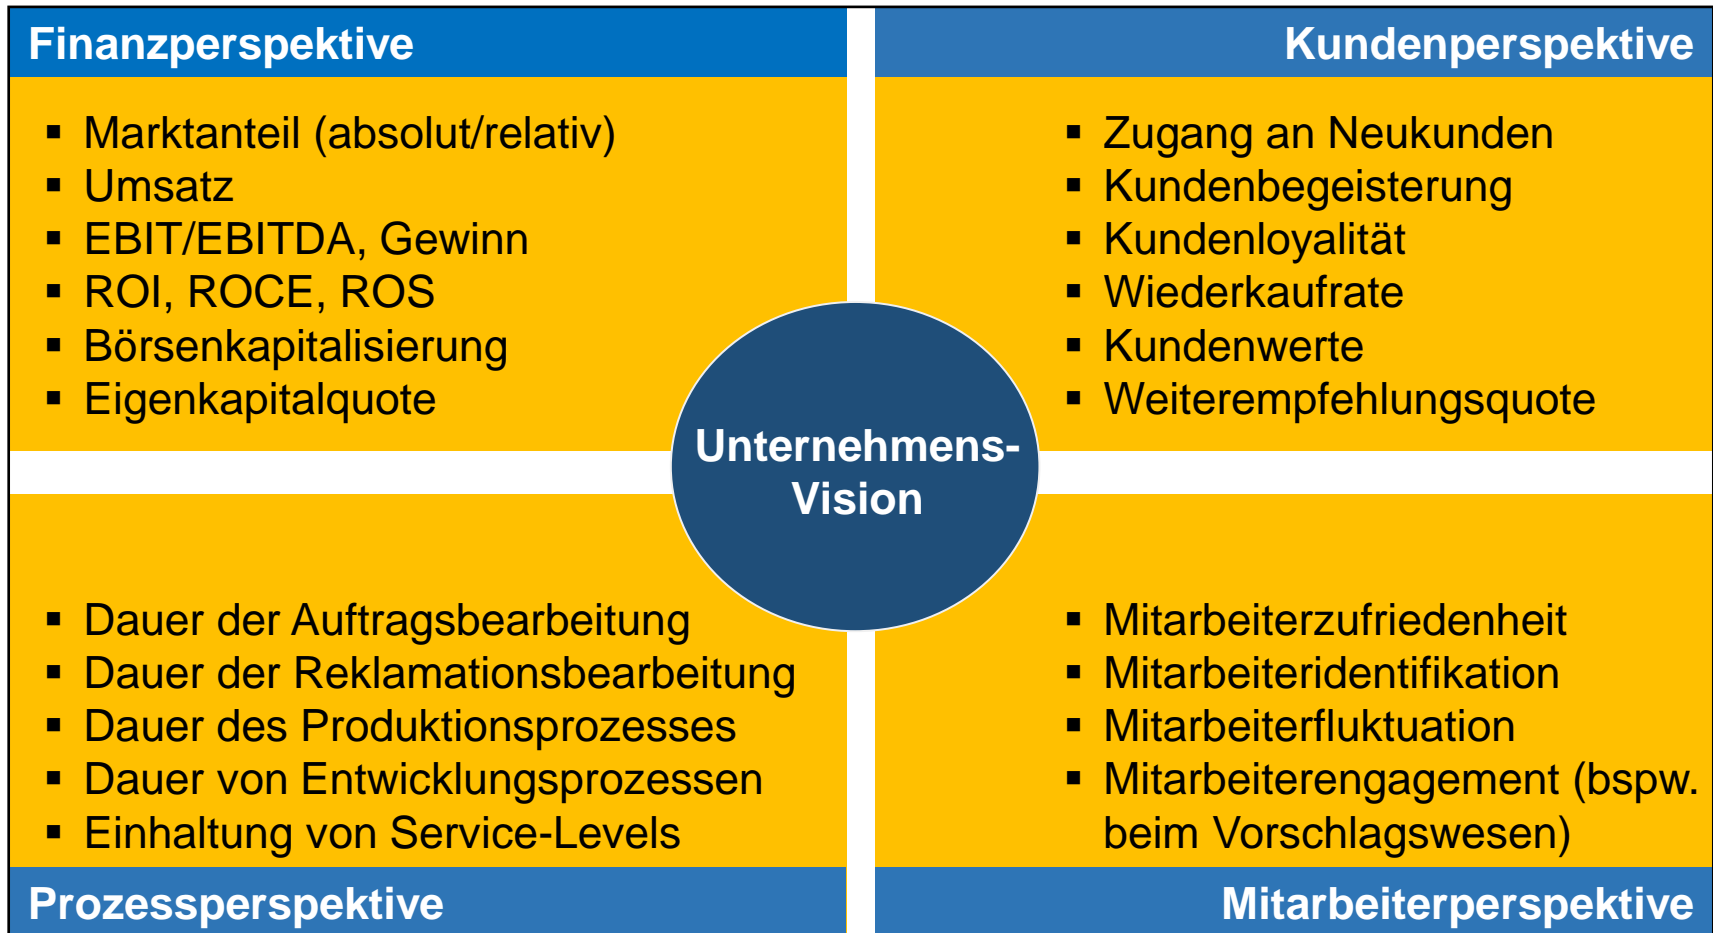 Finanzperspektive
▪ Marktanteil (absolut/relativ)
▪ Umsatz
▪ EBIT/EBITDA, Gewinn
▪ ROI, ROCE, ROS
▪ Börsenkapitalisierung
▪ Eigenkapitalquote
Kundenperspektive
▪ Zugang an Neukunden
▪ Kundenbegeisterung
▪ Kundenloyalität
▪ Wiederkaufrate
▪ Kundenwerte
▪ Weiterempfehlungsquote
Unternehmens-
Vision
▪ Dauer der Auftragsbearbeitung
▪ Dauer der Reklamationsbearbeitung
▪ Dauer des Produktionsprozesses
▪ Dauer von Entwicklungsprozessen
▪ Einhaltung von Service-Levels
Prozessperspektive
▪ Mitarbeiterzufriedenheit
▪ Mitarbeiteridentifikation
▪ Mitarbeiterfluktuation
▪ Mitarbeiterengagement (bspw.
beim Vorschlagswesen)
Mitarbeiterperspektive